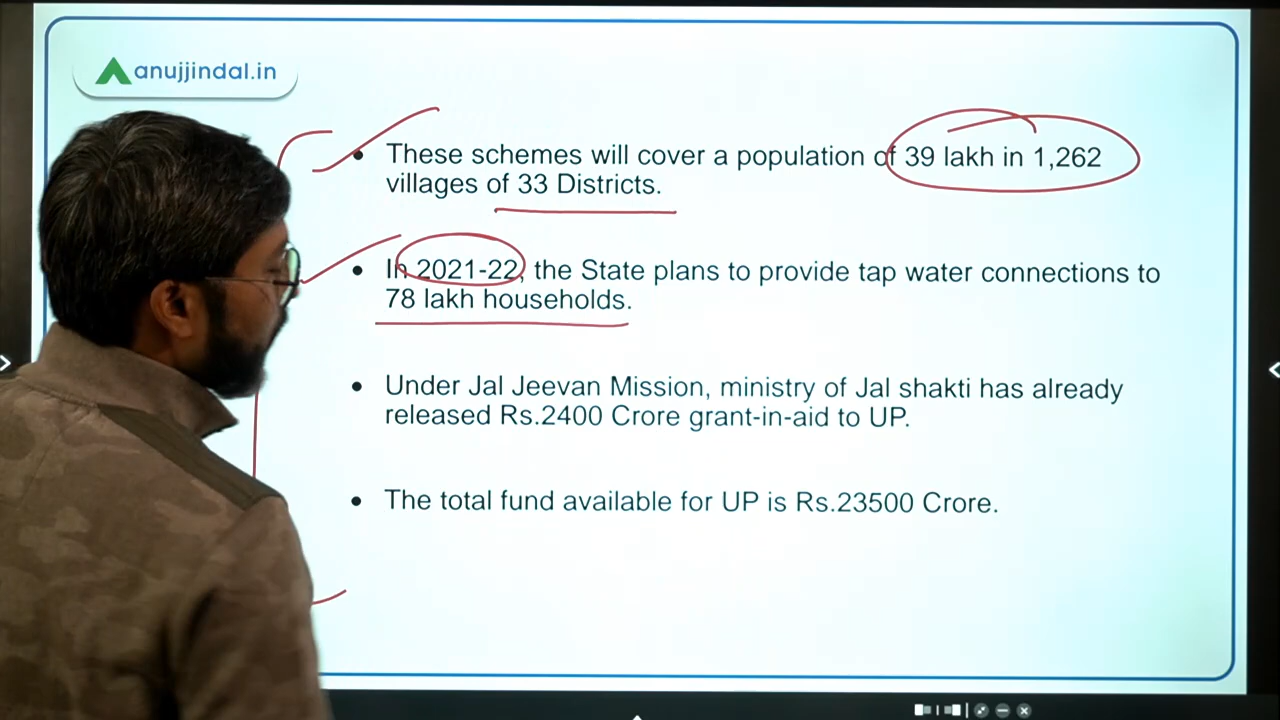 anujjindal.in
• These schemes will cover a population of 39 lakh in 1,262
villages of 33 Districts.
• In 2021-22, the State plans to provide tap water connections to
78 lakh households.
• Under Jal Jeevan Mission, ministry of Jal shakti has already
released Rs.2400 Crore grant-in-aid to UP.
• The total fund available for UP is Rs.23500 Crore.